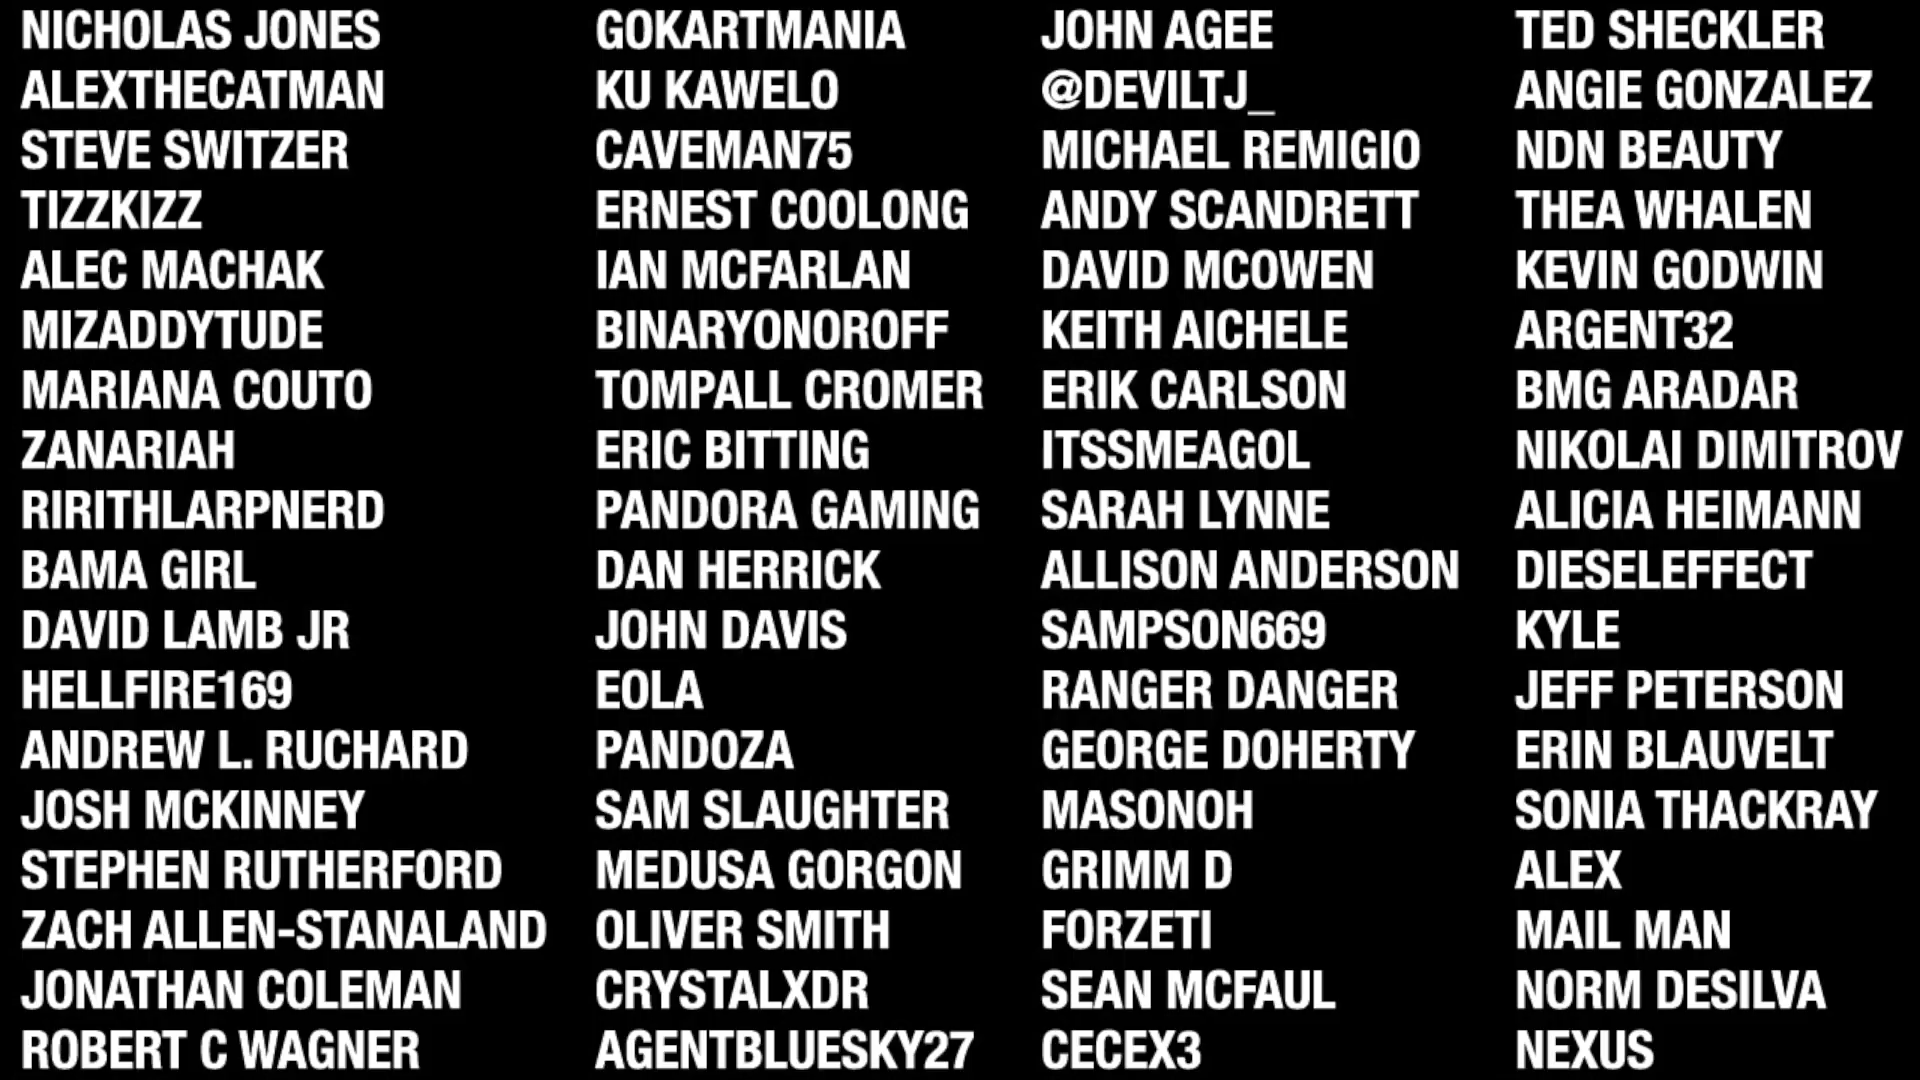 NICHOLAS JONES
ALEXTHECATMAN
STEVE SWITZER
TIZZKIZZ
ALEC MACHAK
MIZADDYTUDE
MARIANA COUTO
ZANARIAH
RIRITHLARPNERD
BAMA GIRL
DAVID LAMB JR
HELLFIRE169
ANDREW L. RUCHARD
JOSH MCKINNEY
STEPHEN RUTHERFORD
ZACH ALLEN-STANALAND
JONATHAN COLEMAN
ROBERT C WAGNER
GOKARTMANIA
KU KAWELO
CAVEMAN75
ERNEST COOLONG
IAN MCFARLAN
BINARYONOROFF
TOMPALL CROMER
ERIC BITTING
PANDORA GAMING
DAN HERRICK
JOHN DAVIS
EOLA
PANDOZA
SAM SLAUGHTER
MEDUSA GORGON
OLIVER SMITH
CRYSTALXDR
AGENTBLUESKY27
JOHN AGEE
@DEVILTJ_
MICHAEL REMIGIO
ANDY SCANDRETT
DAVID MCOWEN
KEITH AICHELE
ERIK CARLSON
ITSSMEAGOL
SARAH LYNNE
ALLISON ANDERSON
SAMPSON669
RANGER DANGER
GEORGE DOHERTY
MASONOH
GRIMM D
FORZETI
SEAN MCFAUL
CECEX3
TED SHECKLER
ANGIE GONZALEZ
NDN BEAUTY
THEA WHALEN
KEVIN GODWIN
ARGENT32
BMG ARADAR
NIKOLAI DIMITROV
ALICIA HEIMANN
DIESELEFFECT
KYLE
JEFF PETERSON
ERIN BLAUVELT
SONIA THACKRAY
ALEX
MAIL MAN
NORM DESILVA
NEXUS